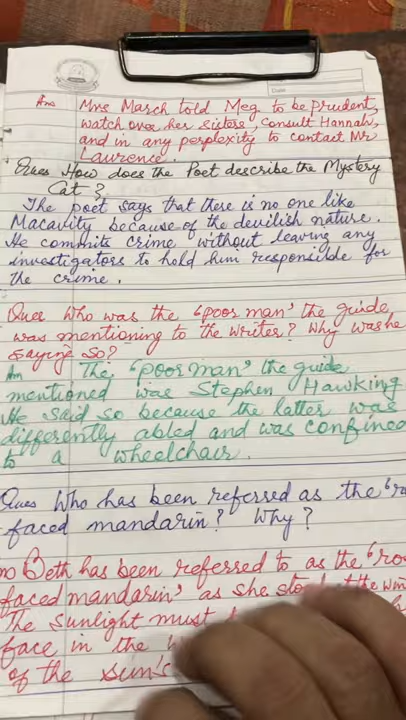 Date
Ans Mrs March told Meg to be prudent,
watch over her sisters, consult Hannah,
and in any perplexity to contact Mr
Laurence.
Ques How does the Poet describe the Mystery
Cat?
The poet says that there is no one like
Macavity because of the devilish nature.
He commits crime without leaving any
investigators to hold him responsible for
the crime.
Ques Who was the 'poor man' the guide
was mentioning to the writer? Why was he
saying so?
Ans The 'poor man' the guide
mentioned was Stephen Hawking
He said so because the latter was
differently abled and was confined
to a wheelchair.
Ques Who has been referred as the
faced mandarin? Why?
Beth has been referred to as the
faced mandarin' as she stood at the
The sunlight must
face in the
of the sun's